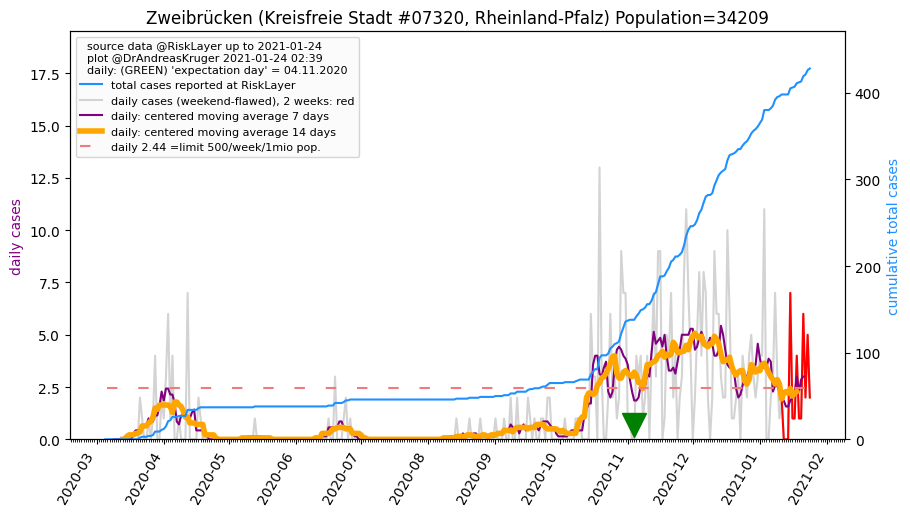 Zweibrücken (Kreisfreie Stadt #07320, Rheinland-Pfalz) Population=34209
source data @RiskLayer up to 2021-01-24
plot @DrAndreasKruger 2021-01-24 02:39
daily: (GREEN) 'expectation day' = 04.11.2020
total cases reported at RiskLayer
daily cases (weekend-flawed), 2 weeks: red
daily: centered moving average 7 days
daily: centered moving average 14 days
daily 2.44 =limit 500/week/1mio pop.
daily cases
17.5
15.0
12.5
10.0
7.5
5.0
2.5
0.0
cumulative total cases
400
300
200
100
0
2020-03
2020-04
2020-05
2020-06
2020-07
2020-08
2020-09
2020-10
2020-11
2020-12
2021-01
2021-02